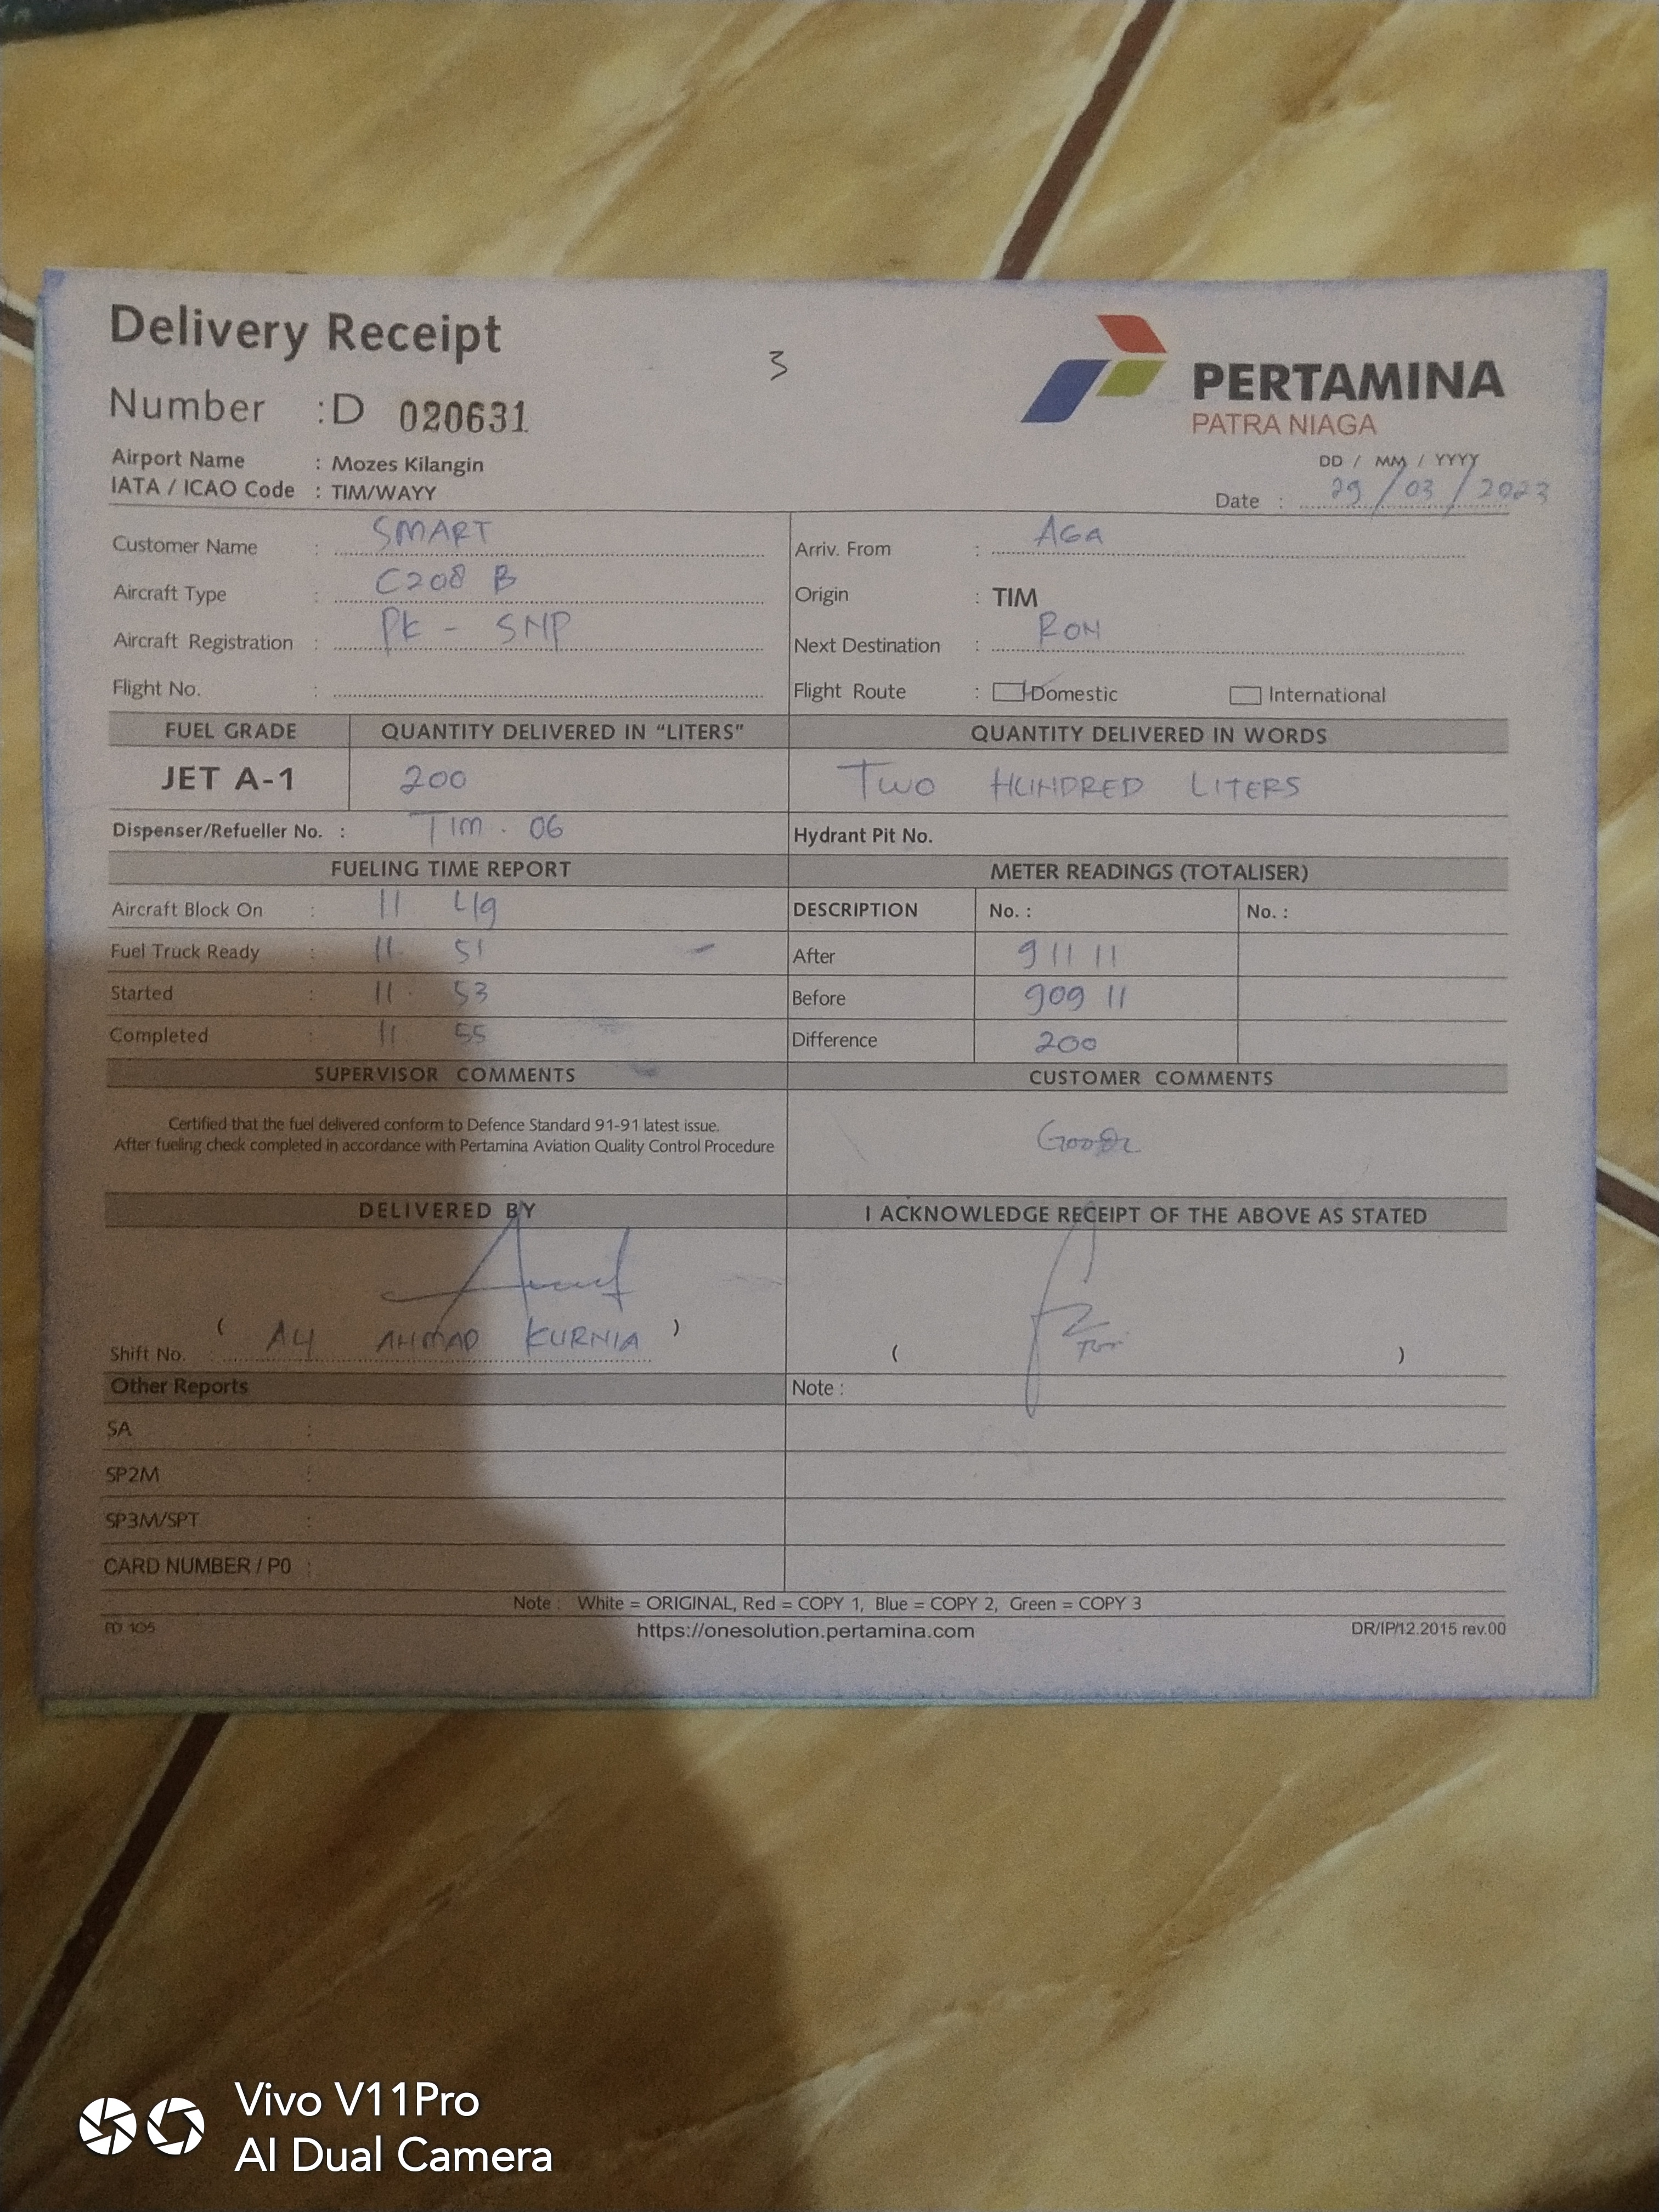 Delivery Receipt
3
PERTAMINA
PATRA NIAGA
Number : D 020631
Airport Name : Mozes Kilangin
IATA / ICAO Code : TIM/WAYY
DD / MM / YYYY
Date : 29 / 03 / 2023
Customer Name : SMART
Arriv. From : AGA
Aircraft Type : C208 B
Origin : TIM
Aircraft Registration : PK - SNP
Next Destination : RON
Flight No. :
Flight Route : Domestic International
FUEL GRADE QUANTITY DELIVERED IN “LITERS” QUANTITY DELIVERED IN WORDS
JET A-1 200 TWO HUNDRED LITERS
Dispenser/Refueller No. : TIM . 06 Hydrant Pit No.
FUELING TIME REPORT METER READINGS (TOTALISER)
Aircraft Block On : 11 49 DESCRIPTION No. : No. :
Fuel Truck Ready : 11. 51 After 911 11
Started : 11. 53 Before 909 11
Completed : 11 55 Difference 200
SUPERVISOR COMMENTS CUSTOMER COMMENTS
Certified that the fuel delivered conform to Defence Standard 91-91 latest issue.
After fueling check completed in accordance with Pertamina Aviation Quality Control Procedure
Good
DELIVERED BY I ACKNOWLEDGE RECEIPT OF THE ABOVE AS STATED
Shift No. : ( A4 AHMAD KURNIA ) ( )
Other Reports Note :
SA :
SP2M :
SP3M/SPT :
CARD NUMBER / P0 :
Note : White = ORIGINAL, Red = COPY 1, Blue = COPY 2, Green = COPY 3
FD 105 https://onesolution.pertamina.com DR/IP/12.2015 rev.00
Vivo V11Pro
AI Dual Camera